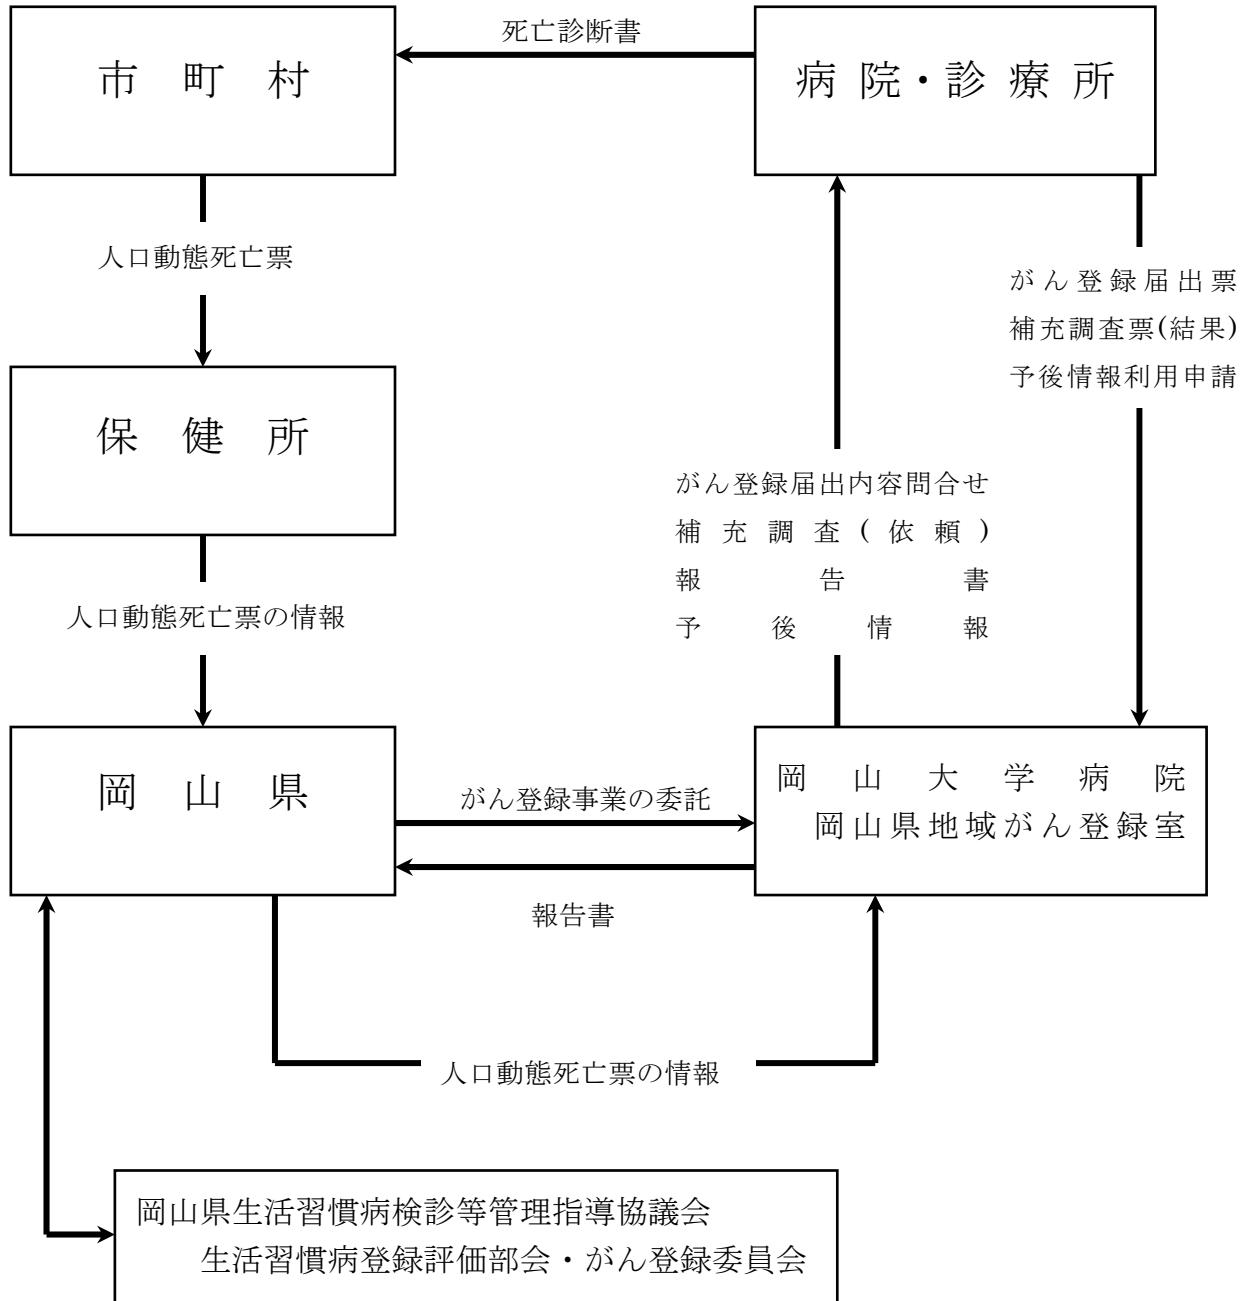 死亡診断書
市町村
病院・診療所
人口動態死亡票
がん登録届出票
補充調査票(結果)
予後情報利用申請
保健所
がん登録届出内容問合せ
補充調査(依頼)
報告書
予後情報
人口動態死亡票の情報
岡山県
がん登録事業の委託
岡山大学病院
岡山県地域がん登録室
報告書
人口動態死亡票の情報
岡山県生活習慣病検診等管理指導協議会
生活習慣病登録評価部会・がん登録委員会